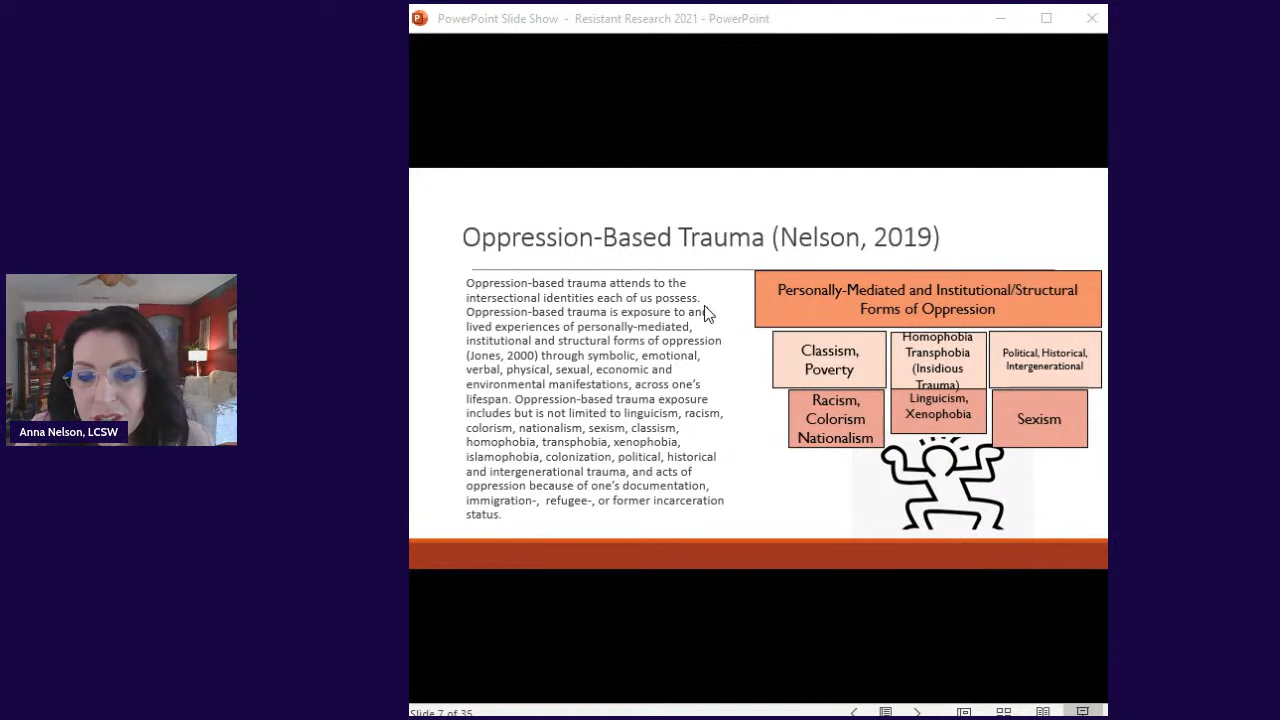 PowerPoint Slide Show - Resistant Research 2021 - PowerPoint
Oppression-Based Trauma (Nelson, 2019)
Oppression-based trauma attends to the
intersectional identities each of us possess.
Oppression-based trauma is exposure to and
lived experiences of personally-mediated,
institutional and structural forms of oppression
(Jones, 2000) through symbolic, emotional,
verbal, physical, sexual, economic and
environmental manifestations, across one's
lifespan. Oppression-based trauma exposure
includes but is not limited to linguicism, racism,
colorism, nationalism, sexism, classism,
homophobia, transphobia, xenophobia,
islamophobia, colonization, political, historical
and intergenerational trauma, and acts of
oppression because of one's documentation,
immigration-, refugee-, or former incarceration
status.
Personally-Mediated and Institutional/Structural
Forms of Oppression
Classism,
Poverty
Homophobia
Transphobia
(Insidious
Trauma)
Political, Historical,
Intergenerational
Racism,
Colorism
Nationalism
Linguicism,
Xenophobia
Sexism
Anna Nelson, LCSW
Slide 7 of 35